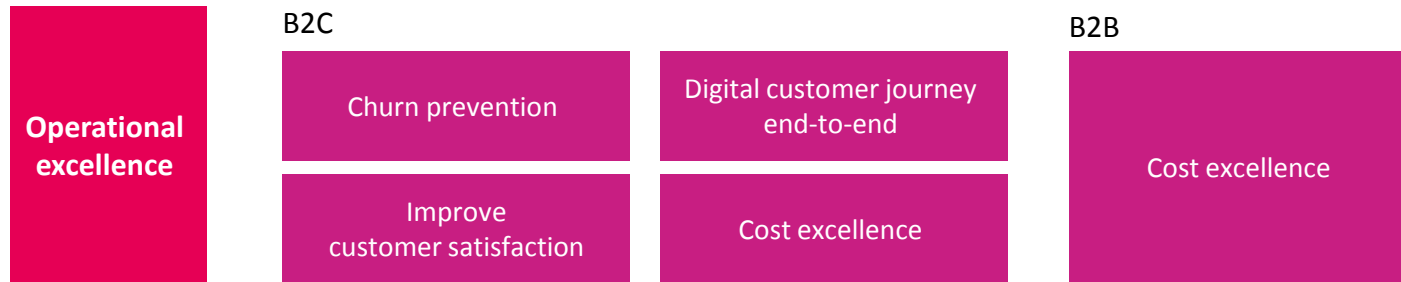 Operational
excellence
B2C
Churn prevention
Digital customer journey
end-to-end
Improve
customer satisfaction
Cost excellence
B2B
Cost excellence